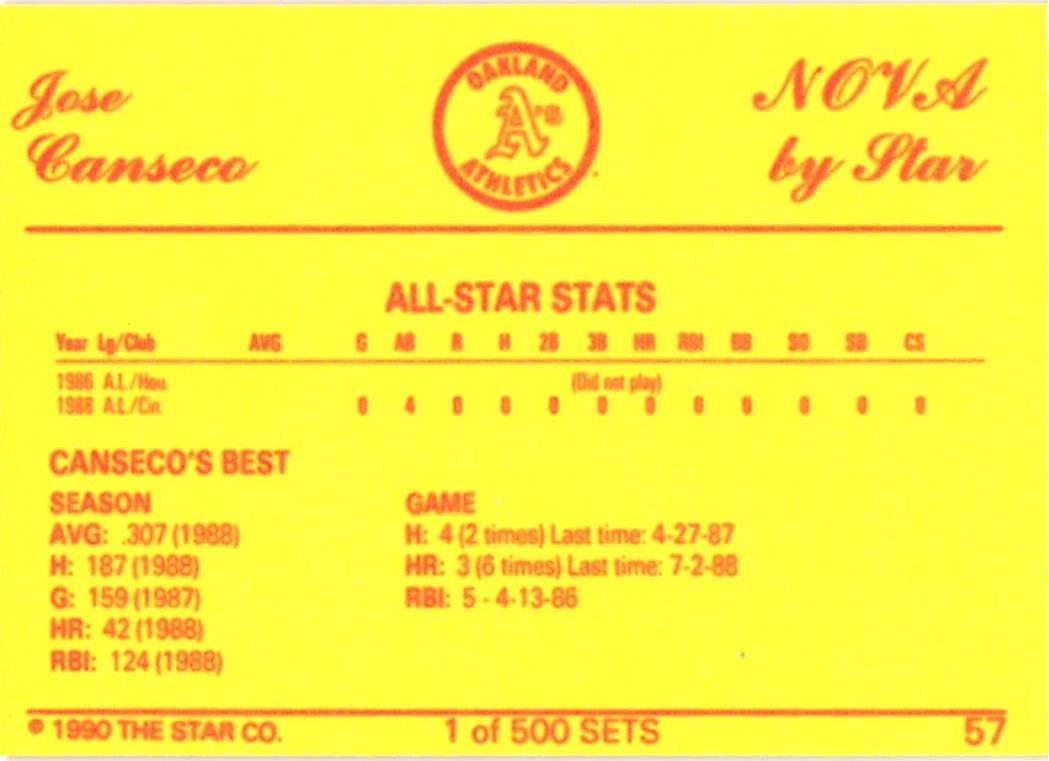 Jose
Canseco
OAKLAND
A's
ATHLETICS
NOVA
by Star
ALL-STAR STATS
Year Lg/Club AVG G AB R H 2B 3B HR RBI BB SO SB CS
1986 A.L./Hou. (Did not play)
1988 A.L./Cin. 0 4 0 0 0 0 0 0 0 0 0 0
CANSECO'S BEST
SEASON
AVG: .307 (1988)
H: 187 (1988)
G: 159 (1987)
HR: 42 (1988)
RBI: 124 (1988)
GAME
H: 4 (2 times) Last time: 4-27-87
HR: 3 (6 times) Last time: 7-2-88
RBI: 5 - 4-13-86
© 1990 THE STAR CO. 1 of 500 SETS 57